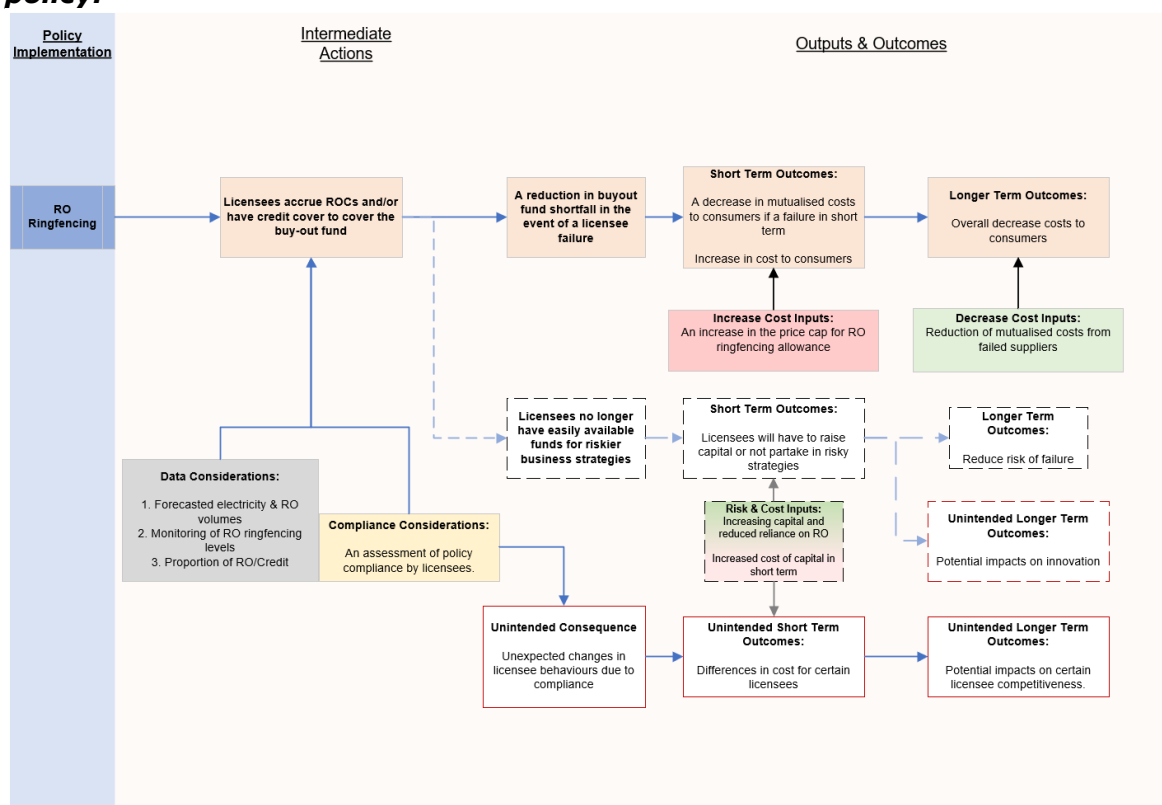 policy.
Policy
Implementation
Intermediate
Actions
Outputs & Outcomes
RO
Ringfencing
Licensees accrue ROCs and/or
have credit cover to cover the
buy-out fund
A reduction in buyout
fund shortfall in the
event of a licensee
failure
Short Term Outcomes:
A decrease in mutualised costs
to consumers if a failure in short
term
Increase in cost to consumers
Longer Term Outcomes:
Overall decrease costs to
consumers
Increase Cost Inputs:
An increase in the price cap for RO
ringfencing allowance
Decrease Cost Inputs:
Reduction of mutualised costs from
failed suppliers
Licensees no longer
have easily available
funds for riskier
business strategies
Short Term Outcomes:
Licensees will have to raise
capital or not partake in risky
strategies
Longer Term
Outcomes:
Reduce risk of failure
Data Considerations:
1. Forecasted electricity & RO
volumes
2. Monitoring of RO ringfencing
levels
3. Proportion of RO/Credit
Compliance Considerations:
An assessment of policy
compliance by licensees.
Risk & Cost Inputs:
Increasing capital and
reduced reliance on RO
Increased cost of capital in
short term
Unintended Longer Term
Outcomes:
Potential impacts on innovation
Unintended Consequence
Unexpected changes in
licensee behaviours due to
compliance
Unintended Short Term
Outcomes:
Differences in cost for certain
licensees
Unintended Longer Term
Outcomes:
Potential impacts on certain
licensee competitiveness.